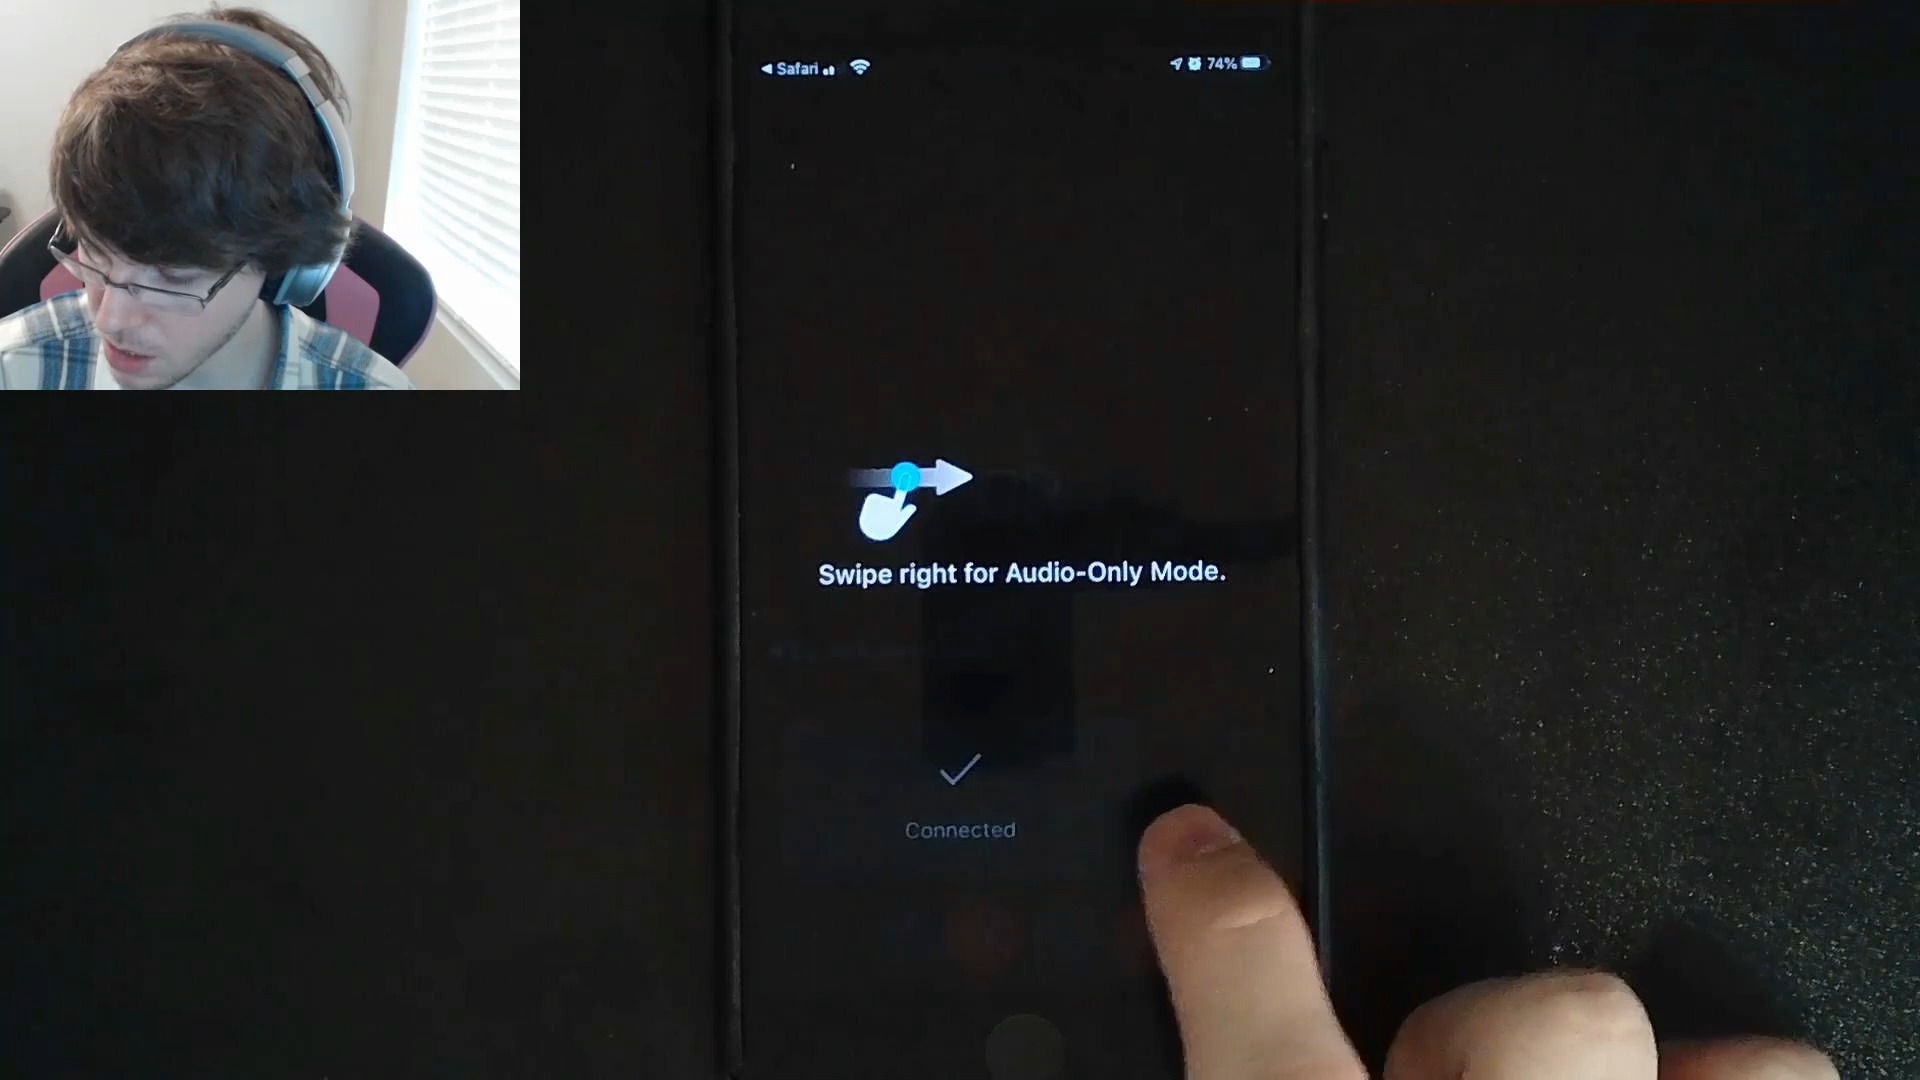 ◀ Safari
74%
Swipe right for Audio-Only Mode.
Connected